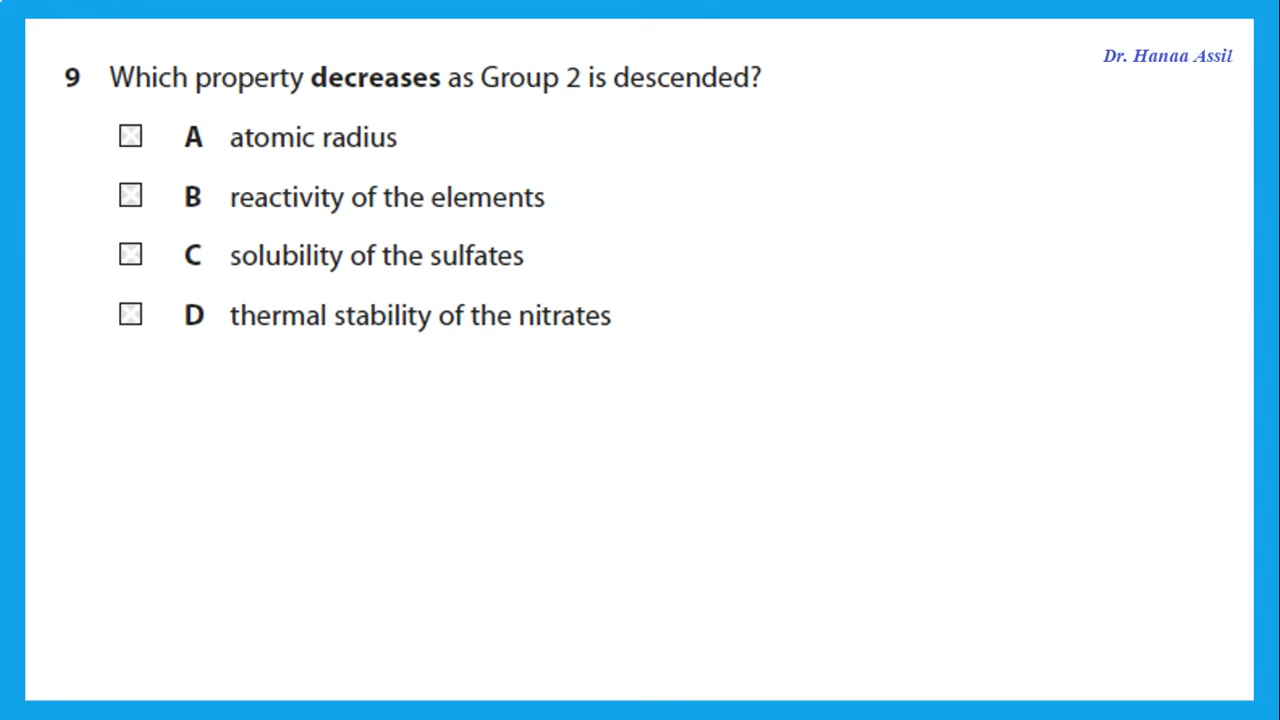 Dr. Hanaa Assil
9 Which property decreases as Group 2 is descended?
A atomic radius
B reactivity of the elements
C solubility of the sulfates
D thermal stability of the nitrates